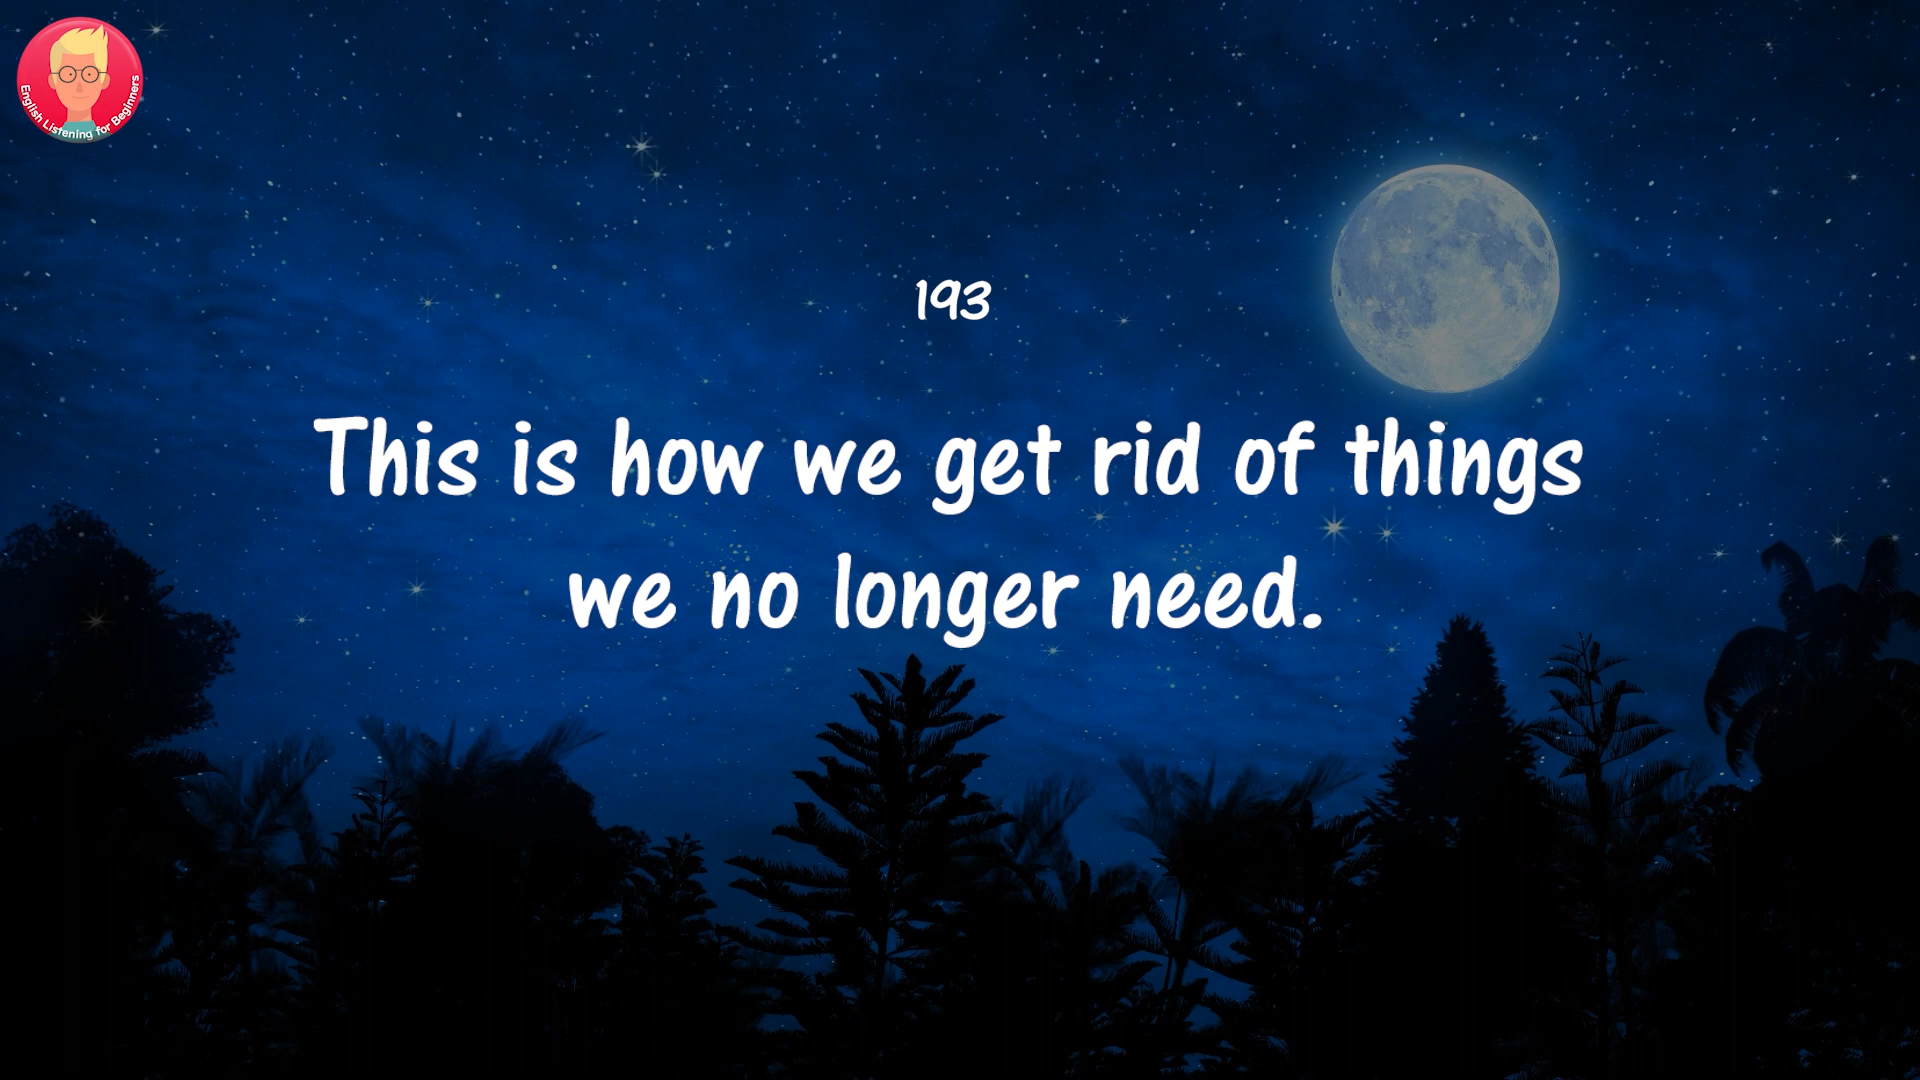 English Listening for Beginners
193
This is how we get rid of things
we no longer need.